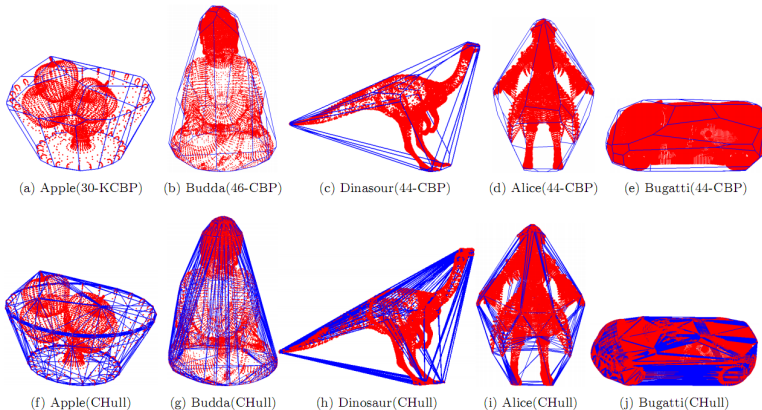 (a) Apple(30-KCBP)
(b) Budda(46-CBP)
(c) Dinasour(44-CBP)
(d) Alice(44-CBP)
(e) Bugatti(44-CBP)
(f) Apple(CHull)
(g) Budda(CHull)
(h) Dinosaur(CHull)
(i) Alice(CHull)
(j) Bugatti(CHull)